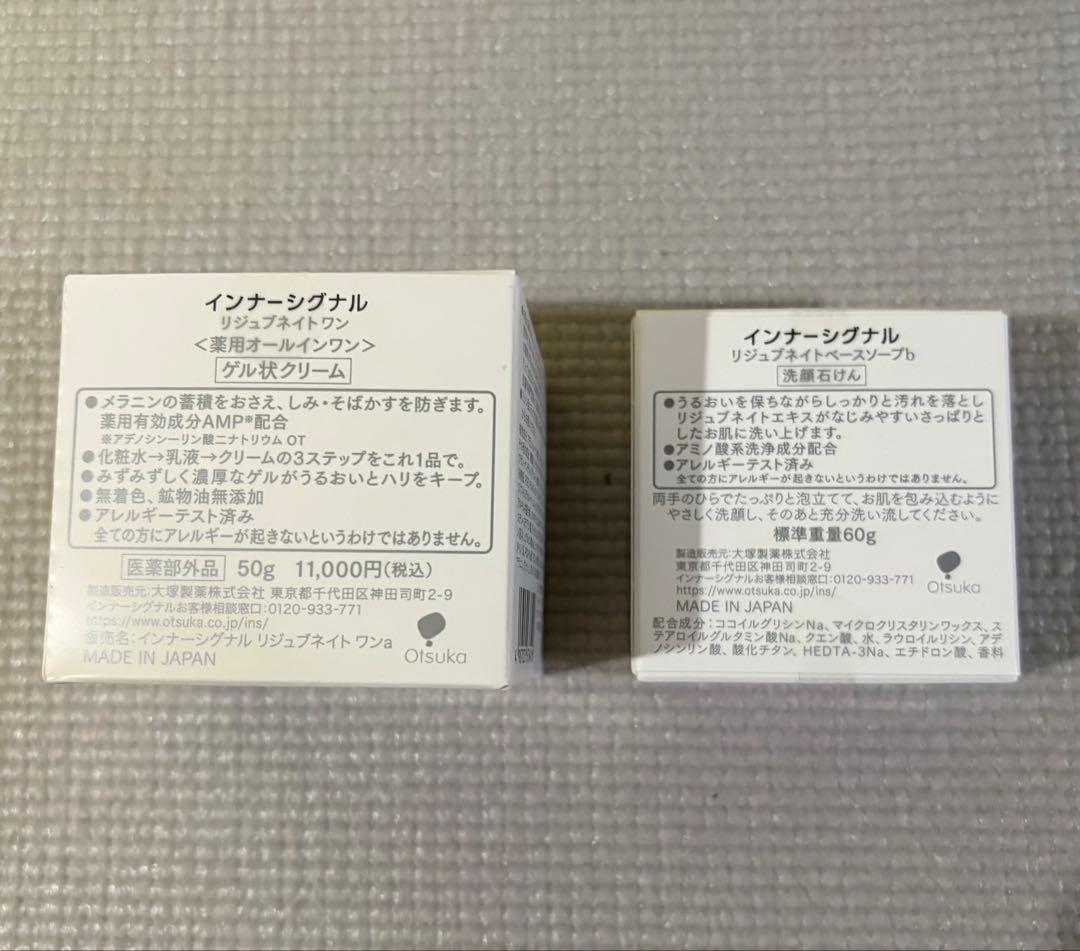 インナーシグナル
リジュブネイト ワン
＜薬用オールインワン＞
ゲル状クリーム
●メラニンの蓄積をおさえ、しみ・そばかすを防ぎます。
薬用有効成分AMP※配合
※アデノシン一リン酸二ナトリウム OT
●化粧水→乳液→クリームの3ステップをこれ1品で。
●みずみずしく濃厚なゲルがうるおいとハリをキープ。
●無着色、鉱物油無添加
●アレルギーテスト済み
全ての方にアレルギーが起きないというわけではありません。
医薬部外品 50g 11,000円(税込)
製造販売元:大塚製薬株式会社 東京都千代田区神田司町2-9
インナーシグナルお客様相談窓口:0120-933-771
https://www.otsuka.co.jp/ins/
販売名:インナーシグナル リジュブネイト ワンa
MADE IN JAPAN
Otsuka
インナーシグナル
リジュブネイトベースソープb
洗顔石けん
●うるおいを保ちながらしっかりと汚れを落とし
リジュブネイトエキスがなじみやすいさっぱりと
したお肌に洗い上げます。
●アミノ酸系洗浄成分配合
●アレルギーテスト済み
全ての方にアレルギーが起きないというわけではありません。
両手のひらでたっぷりと泡立てて、お肌を包み込むように
やさしく洗顔し、そのあと充分洗い流してください。
標準重量60g
製造販売元:大塚製薬株式会社
東京都千代田区神田司町2-9
インナーシグナルお客様相談窓口:0120-933-771
https://www.otsuka.co.jp/ins/
MADE IN JAPAN
Otsuka
配合成分:ココイルグリシンNa、マイクロクリスタリンワックス、ス
テアロイルグルタミン酸Na、クエン酸、水、ラウロイルリシン、アデ
ノシンリン酸、酸化チタン、HEDTA-3Na、エチドロン酸、香料